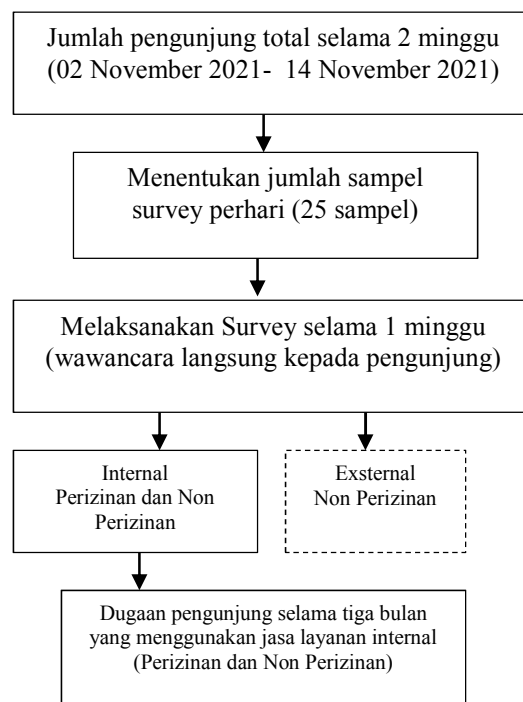 Jumlah pengunjung total selama 2 minggu
(02 November 2021- 14 November 2021)
Menentukan jumlah sampel
survey perhari (25 sampel)
Melaksanakan Survey selama 1 minggu
(wawancara langsung kepada pengunjung)
Internal
Perizinan dan Non
Perizinan
Exsternal
Non Perizinan
Dugaan pengunjung selama tiga bulan
yang menggunakan jasa layanan internal
(Perizinan dan Non Perizinan)